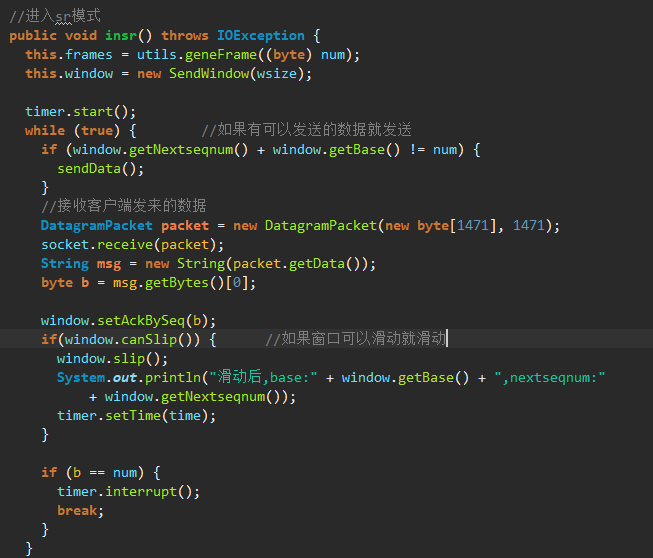 //进入sr模式
public void insr() throws IOException {
  this.frames = utils.geneFrame((byte) num);
  this.window = new SendWindow(wsize);

  timer.start();
  while (true) {        //如果有可以发送的数据就发送
    if (window.getNextseqnum() + window.getBase() != num) {
      sendData();
    }
    //接收客户端发来的数据
    DatagramPacket packet = new DatagramPacket(new byte[1471], 1471);
    socket.receive(packet);
    String msg = new String(packet.getData());
    byte b = msg.getBytes()[0];

    window.setAckBySeq(b);
    if(window.canSlip()) {      //如果窗口可以滑动就滑动
      window.slip();
      System.out.println("滑动后,base:" + window.getBase() + ",nextseqnum:"
          + window.getNextseqnum());
      timer.setTime(time);
    }

    if (b == num) {
      timer.interrupt();
      break;
    }
  }